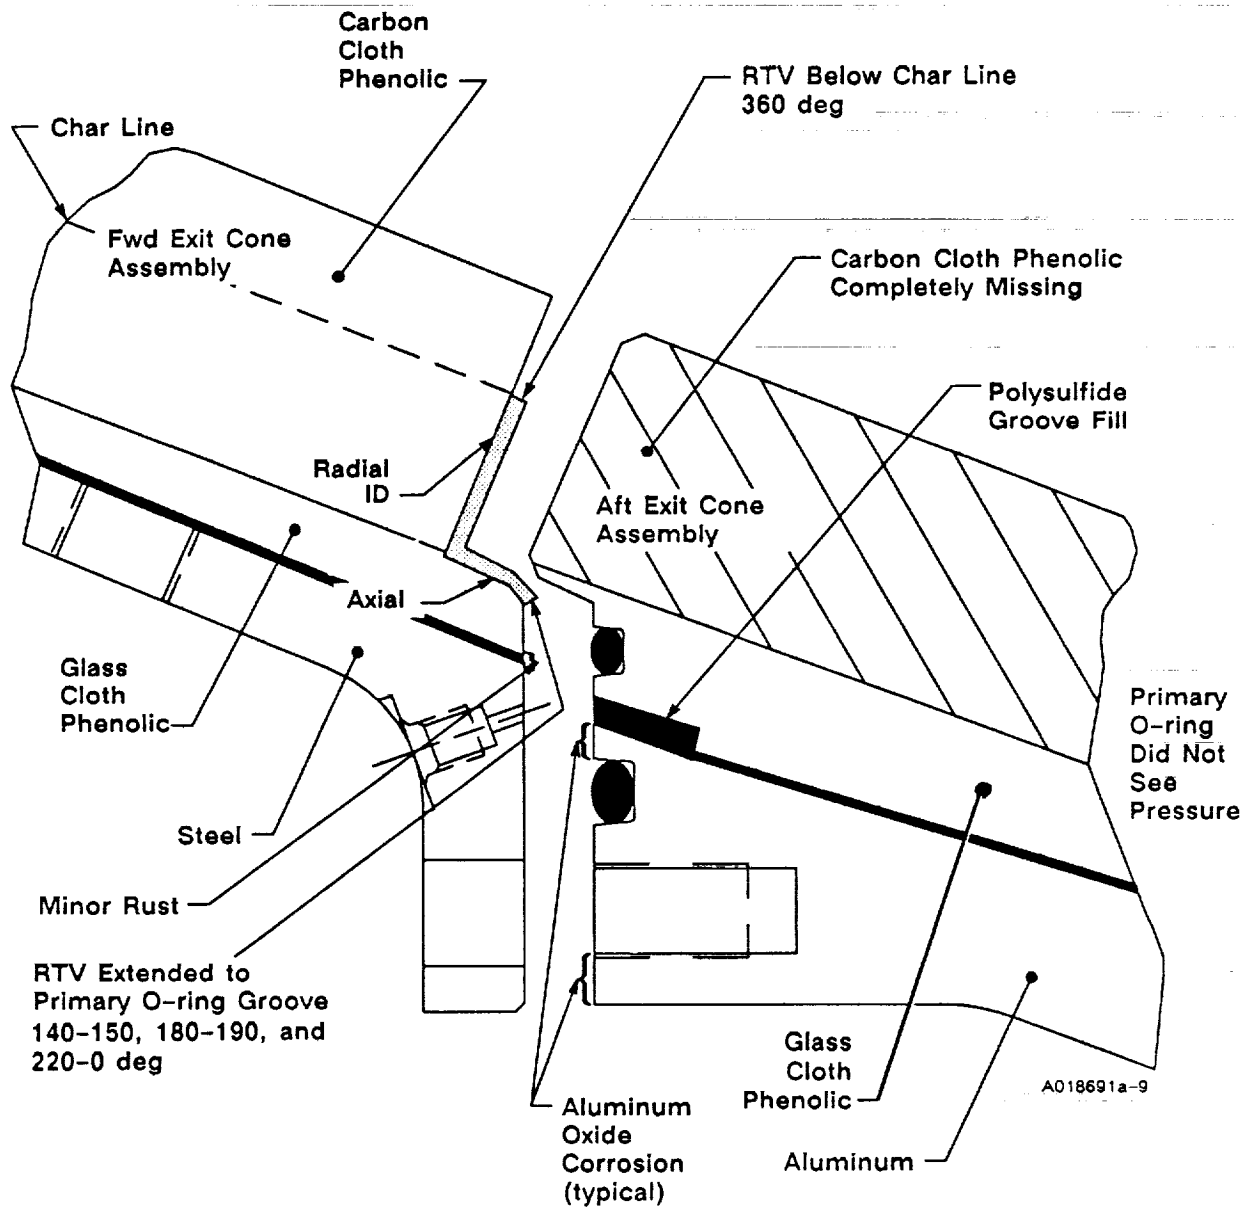 Carbon
Cloth
Phenolic
RTV Below Char Line
360 deg
Char Line
Fwd Exit Cone
Assembly
Carbon Cloth Phenolic
Completely Missing
Polysulfide
Groove Fill
Radial
ID
Aft Exit Cone
Assembly
Axial
Glass
Cloth
Phenolic
Primary
O-ring
Did Not
See
Pressure
Steel
Minor Rust
RTV Extended to
Primary O-ring Groove
140-150, 180-190, and
220-0 deg
Glass
Cloth
Phenolic
A018691a-9
Aluminum
Oxide
Corrosion
(typical)
Aluminum